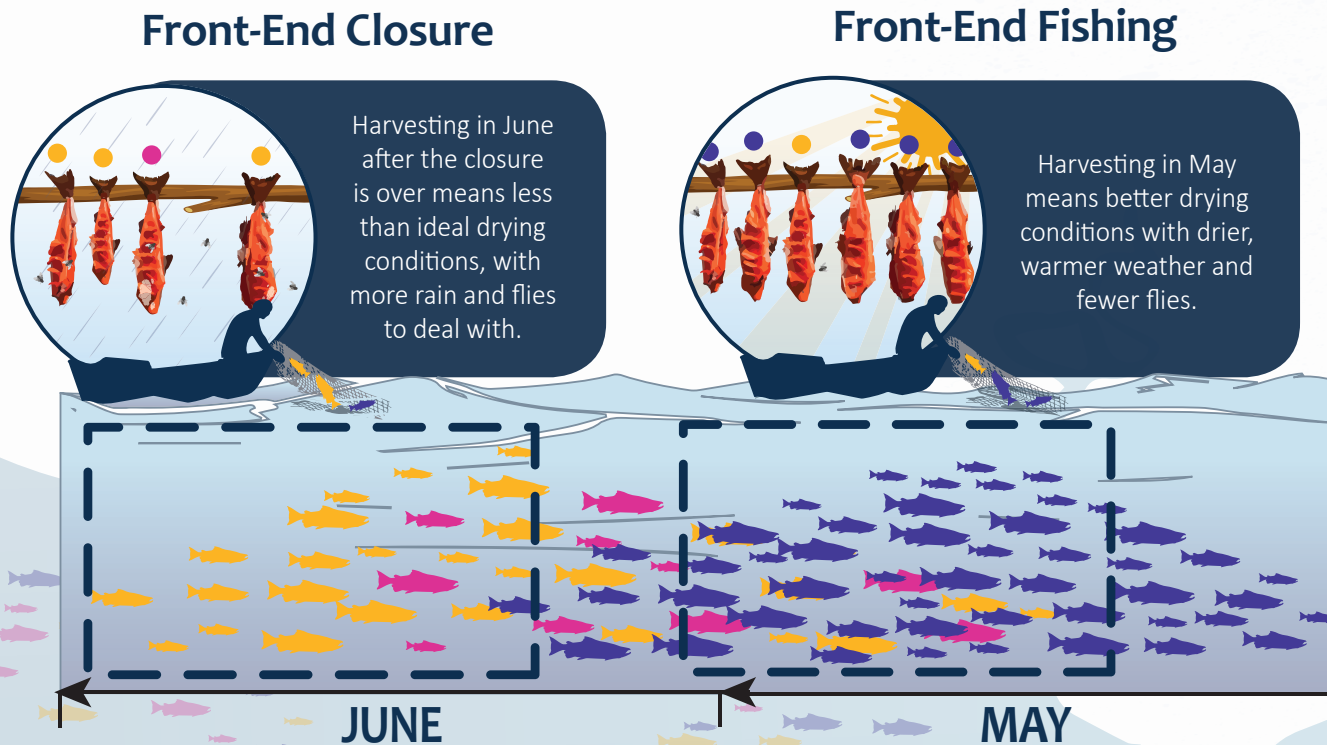 Front-End Closure
Harvesting in June
after the closure
is over means less
than ideal drying
conditions, with
more rain and flies
to deal with.
Front-End Fishing
Harvesting in May
means better drying
conditions with drier,
warmer weather and
fewer flies.
JUNE
MAY